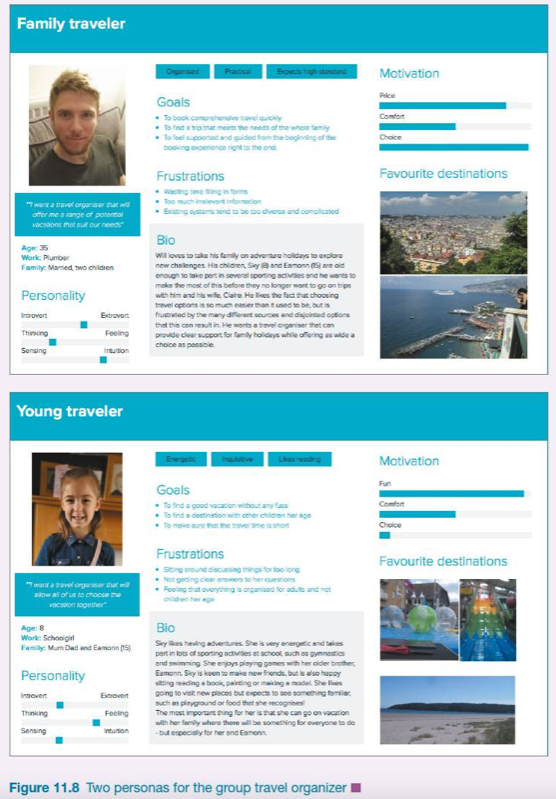 Family traveler
Organised
Practical
Expects high standard
"I want a travel organiser that will
offer me a range of potential
vacations that suit our needs"
Age: 35
Work: Plumber
Family: Married, two children
Personality
Introvert Extrovert
Thinking Feeling
Sensing Intuition
Goals
To book comprehensive travel quickly
To find a trip that meets the needs of the whole family
To feel supported and guided from the beginning of the
booking experience right to the end.
Frustrations
Wasting time filling in forms
Too much irrelevant information
Existing systems tend to be too diverse and complicated
Bio
Will loves to take his family on adventure holidays to explore
new challenges. His children, Sky (8) and Eamonn (15) are old
enough to take part in several sporting activities and he wants to
make the most of this before they no longer want to go on trips
with him and his wife, Claire. He likes the fact that choosing
travel options is so much easier than it used to be, but is
frustrated by the many different sources and disjointed options
that this can result in. He wants a travel organiser that can
provide clear support for family holidays while offering as wide a
choice as possible.
Motivation
Price
Comfort
Choice
Favourite destinations
Young traveler
Energetic
Inquisitive
Likes reading
"I want a travel organiser that will
allow all of us to choose the
vacation together"
Age: 8
Work: Schoolgirl
Family: Mum Dad and Eamonn (15)
Personality
Introvert Extrovert
Thinking Feeling
Sensing Intuition
Goals
To find a good vacation without any fuss
To find a destination with other children her age
To make sure that the travel time is short
Frustrations
Sitting around discussing things for too long
Not getting clear answers to her questions
Feeling that everything is organised for adults and not
children her age
Bio
Sky likes having adventures. She is very energetic and takes
part in lots of sporting activities at school, such as gymnastics
and swimming. She enjoys playing games with her older brother,
Eamonn. Sky is keen to make new friends, but is also happy
sitting reading a book, painting or making a model. She likes
going to visit new places but expects to see something familiar,
such as playground or food that she recognises!
The most important thing for her is that she can go on vacation
with her family where there will be something for everyone to do
- but especially for her and Eamonn.
Motivation
Fun
Comfort
Choice
Favourite destinations
Figure 11.8 Two personas for the group travel organizer